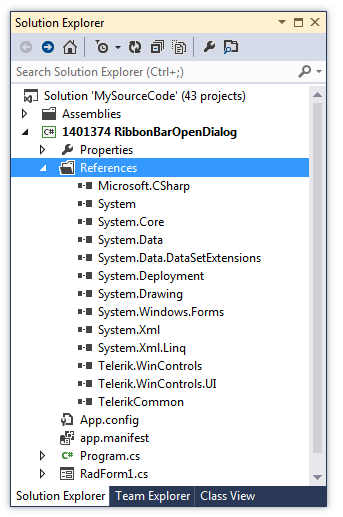 Solution Explorer
Search Solution Explorer (Ctrl+;)
Solution 'MySourceCode' (43 projects)
Assemblies
C# 1401374 RibbonBarOpenDialog
Properties
References
Microsoft.CSharp
System
System.Core
System.Data
System.Data.DataSetExtensions
System.Deployment
System.Drawing
System.Windows.Forms
System.Xml
System.Xml.Linq
Telerik.WinControls
Telerik.WinControls.UI
TelerikCommon
App.config
app.manifest
C# Program.cs
RadForm1.cs
Solution Explorer Team Explorer Class View